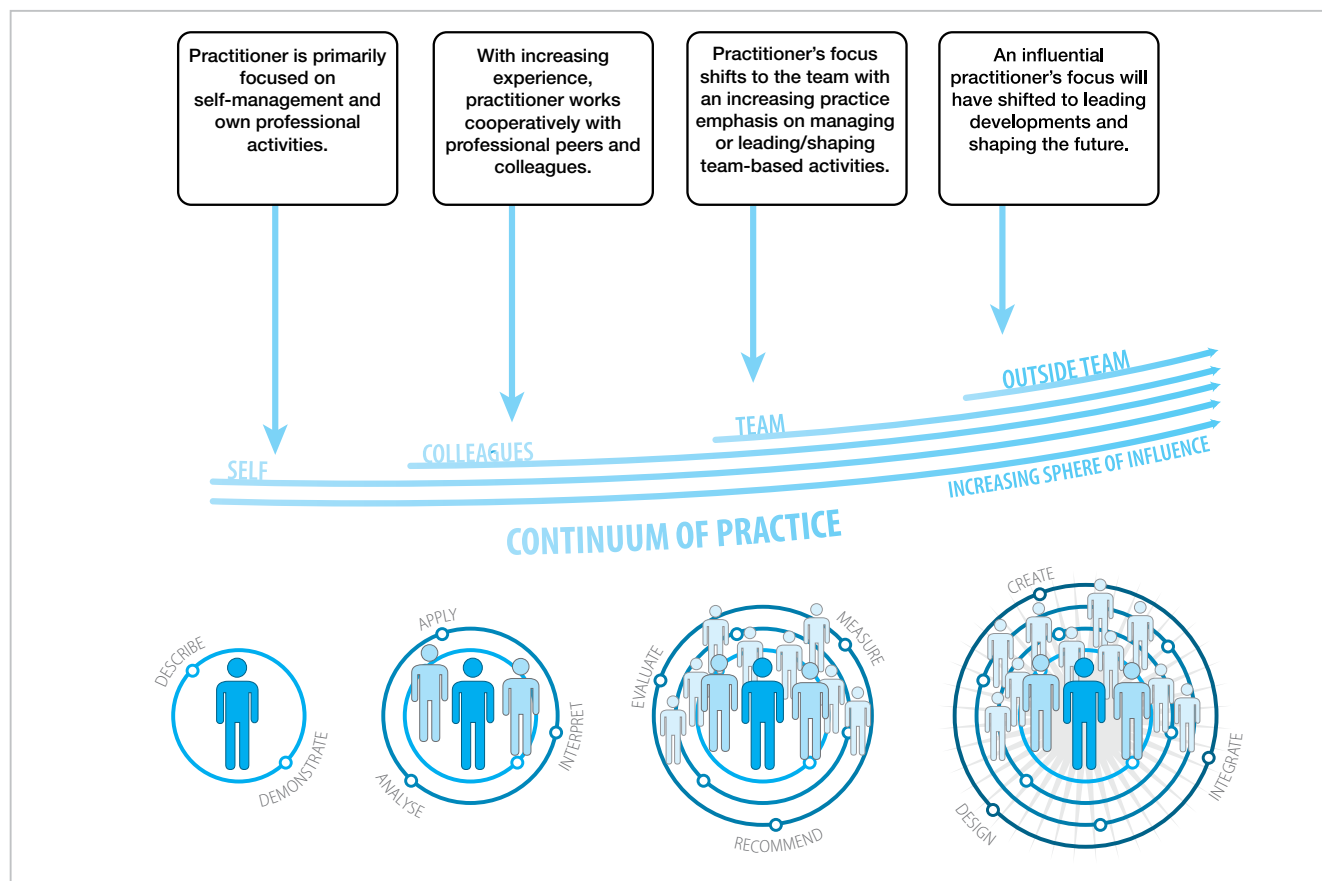 Practitioner is primarily
focused on
self-management and
own professional
activities.
With increasing
experience,
practitioner works
cooperatively with
professional peers and
colleagues.
Practitioner’s focus
shifts to the team with
an increasing practice
emphasis on managing
or leading/shaping
team-based activities.
An influential
practitioner’s focus will
have shifted to leading
developments and
shaping the future.
SELF
COLLEAGUES
TEAM
OUTSIDE TEAM
INCREASING SPHERE OF INFLUENCE
CONTINUUM OF PRACTICE
DESCRIBE
DEMONSTRATE
APPLY
INTERPRET
ANALYSE
EVALUATE
MEASURE
RECOMMEND
CREATE
INTEGRATE
DESIGN